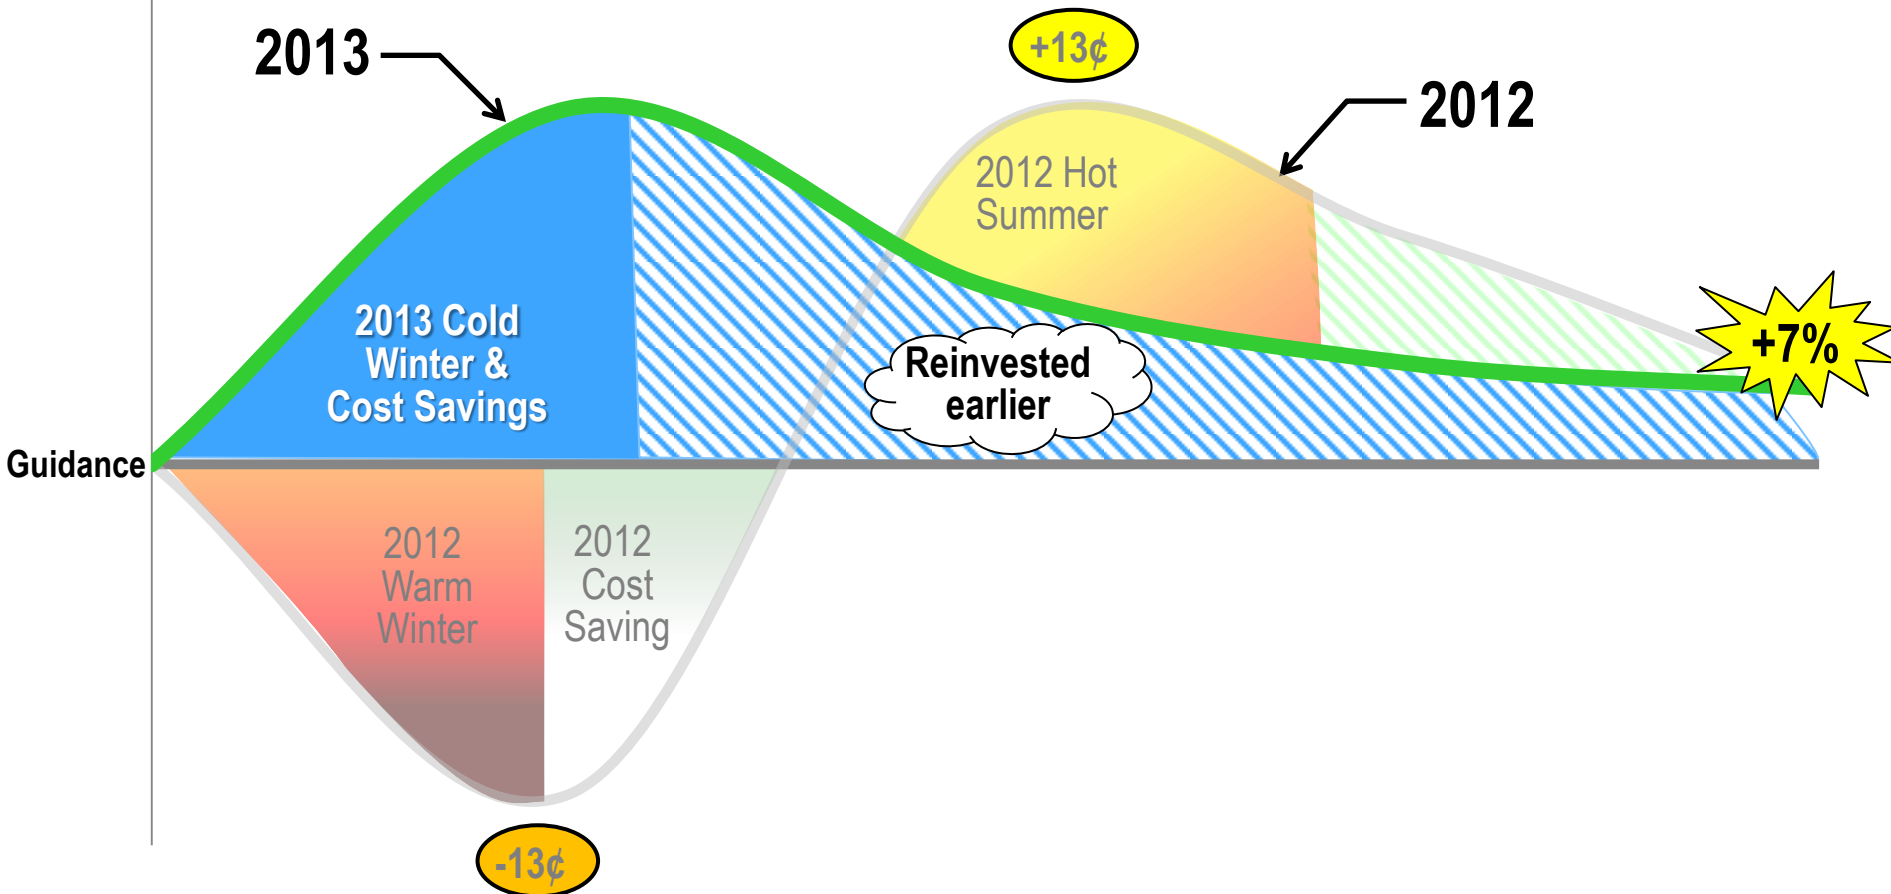 2013
+13¢
2012
2012 Hot
Summer
2013 Cold
Winter &
Cost Savings
Reinvested
earlier
+7%
Guidance
2012
Warm
Winter
2012
Cost
Saving
-13¢